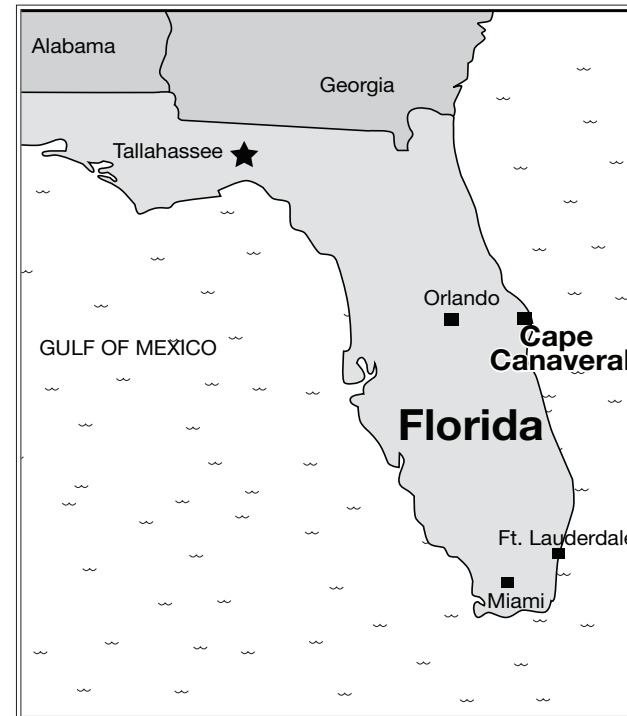 Alabama
Georgia
Tallahassee
Orlando
Cape
Canaveral
GULF OF MEXICO
Florida
Ft. Lauderdale
Miami